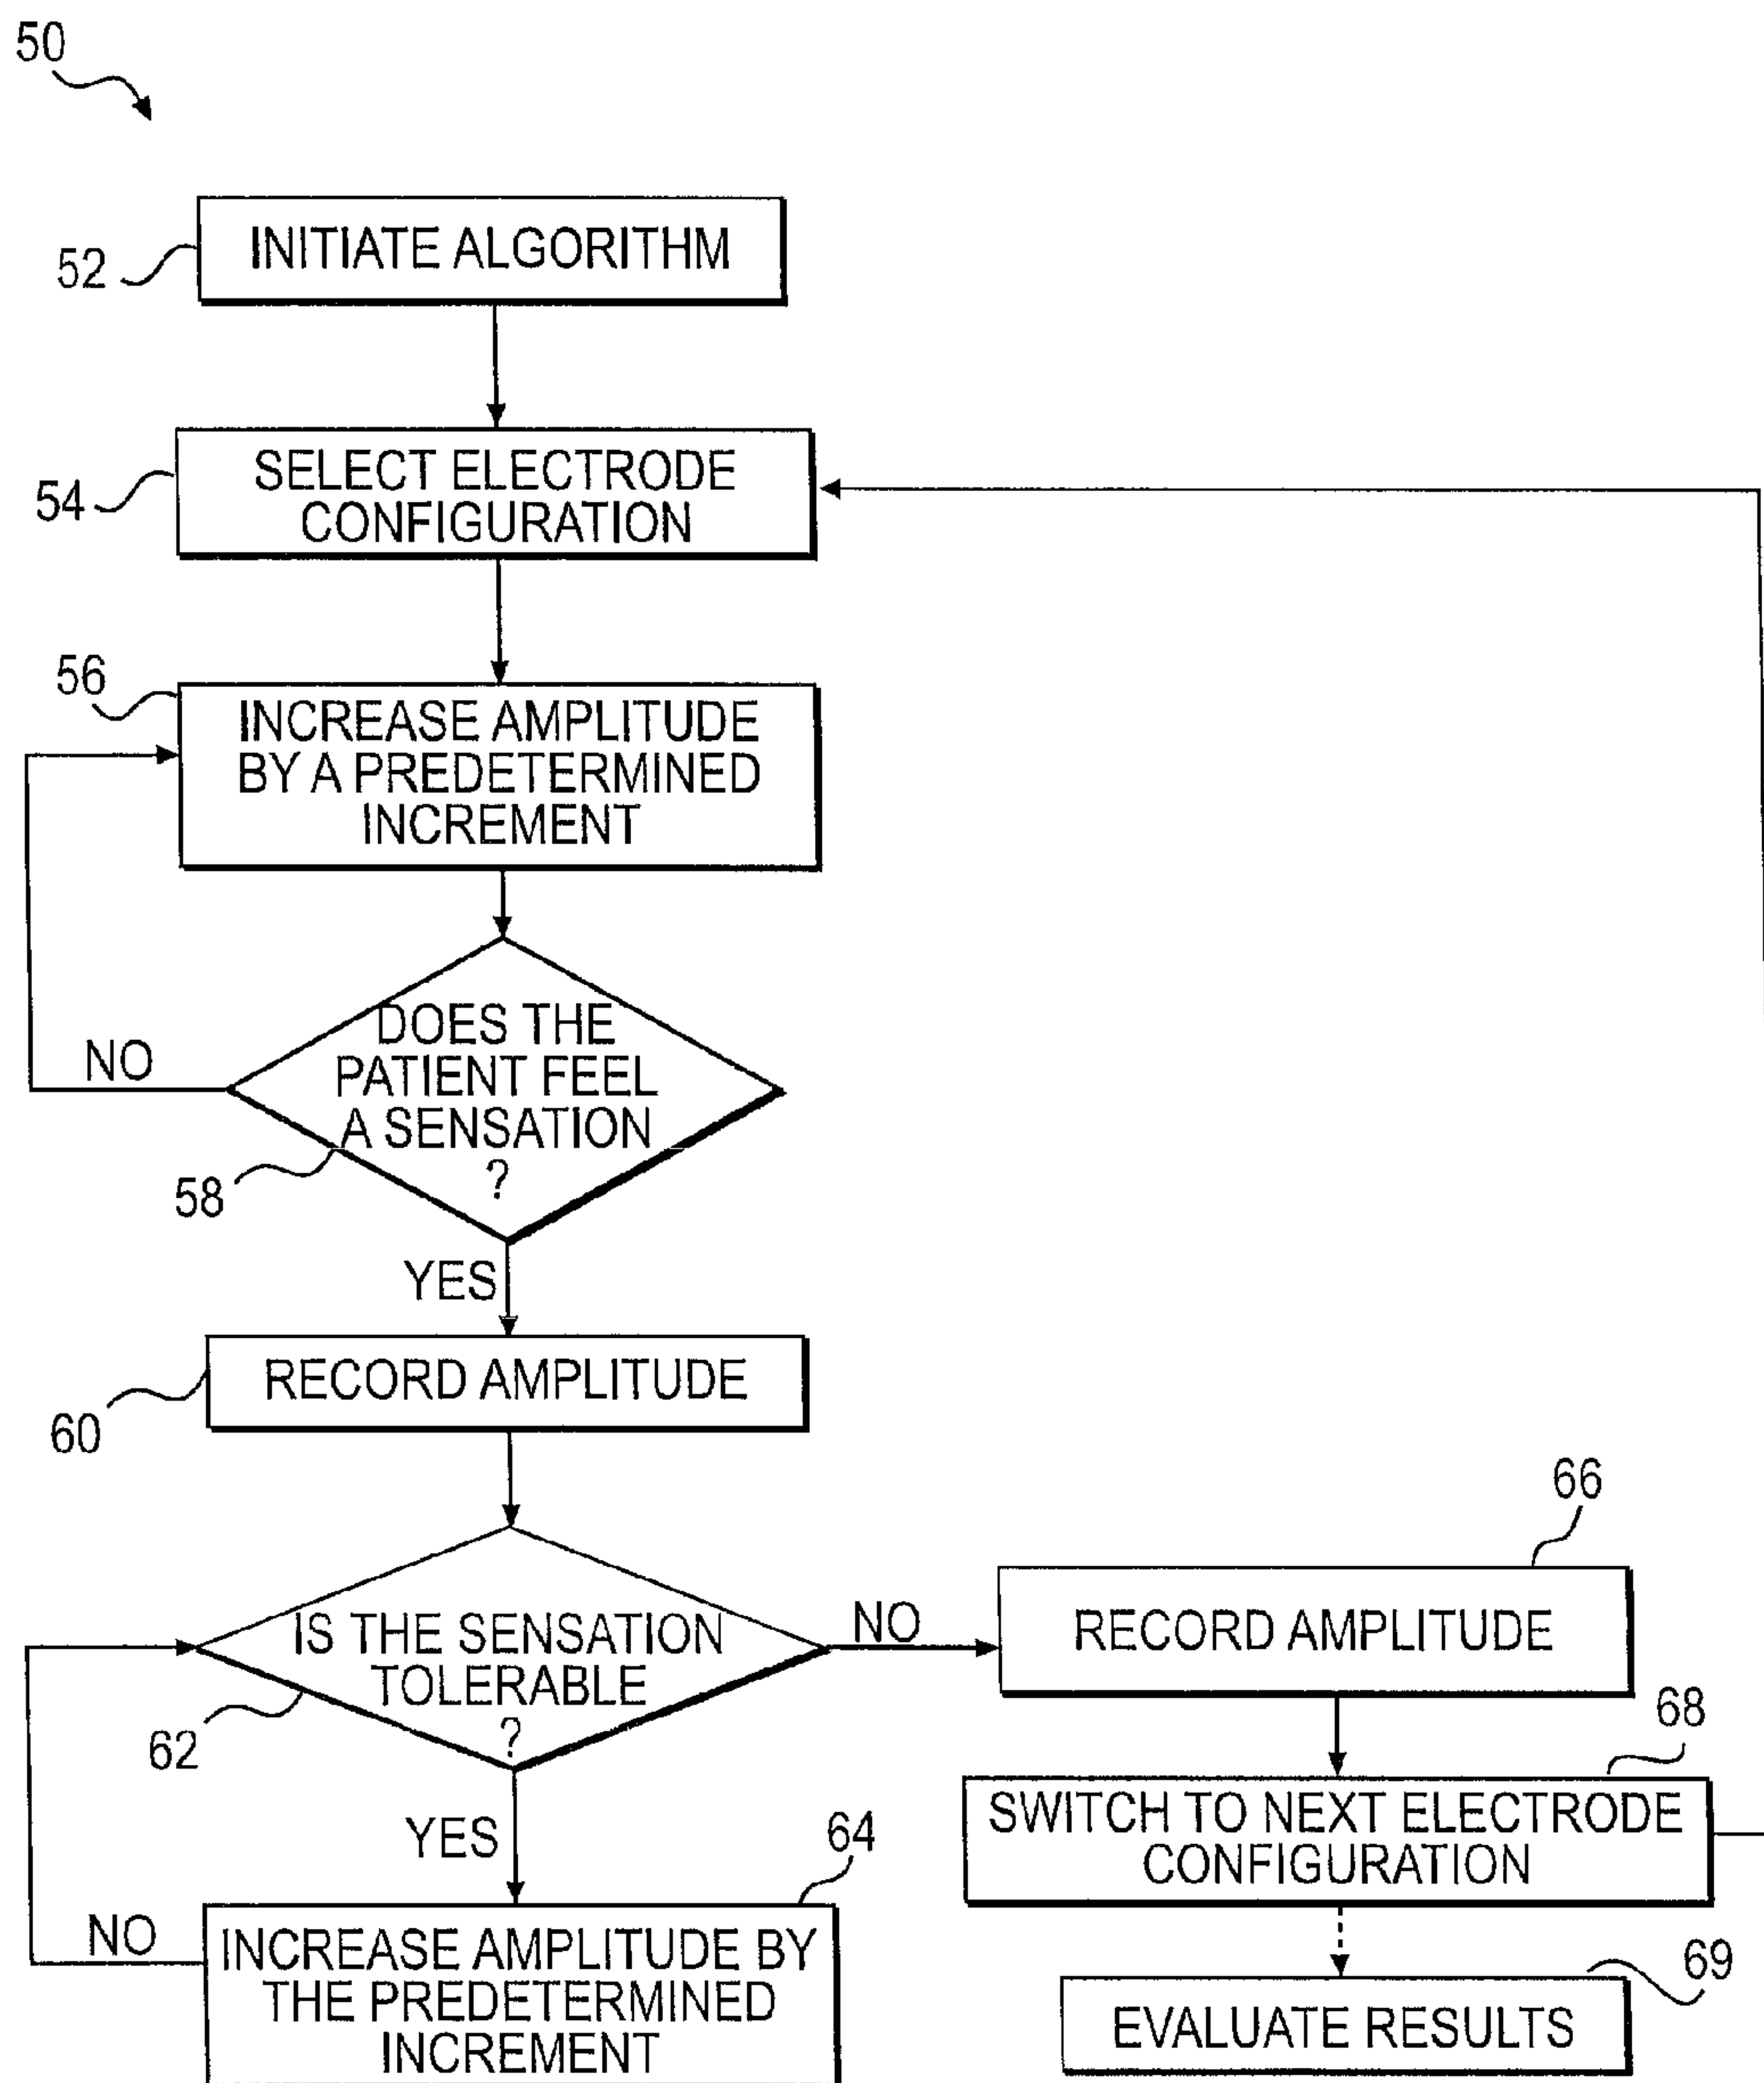 50
52
INITIATE ALGORITHM
54
SELECT ELECTRODE
CONFIGURATION
56
INCREASE AMPLITUDE
BY A PREDETERMINED
INCREMENT
NO
DOES THE
PATIENT FEEL
A SENSATION
?
58
YES
RECORD AMPLITUDE
60
IS THE SENSATION
TOLERABLE
?
62
NO
66
RECORD AMPLITUDE
68
SWITCH TO NEXT ELECTRODE
CONFIGURATION
YES
64
NO
INCREASE AMPLITUDE BY
THE PREDETERMINED
INCREMENT
69
EVALUATE RESULTS